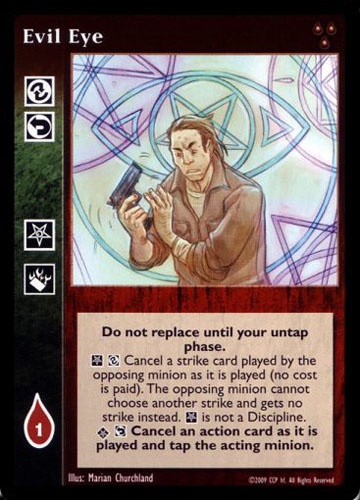 Evil Eye
Do not replace until your untap
phase.
Cancel a strike card played by the
opposing minion as it is played (no cost
is paid). The opposing minion cannot
choose another strike and gets no
strike instead. is not a Discipline.
Cancel an action card as it is
played and tap the acting minion.
1
Illus: Marian Churchland
©2009 CCP hf. All Rights Reserved